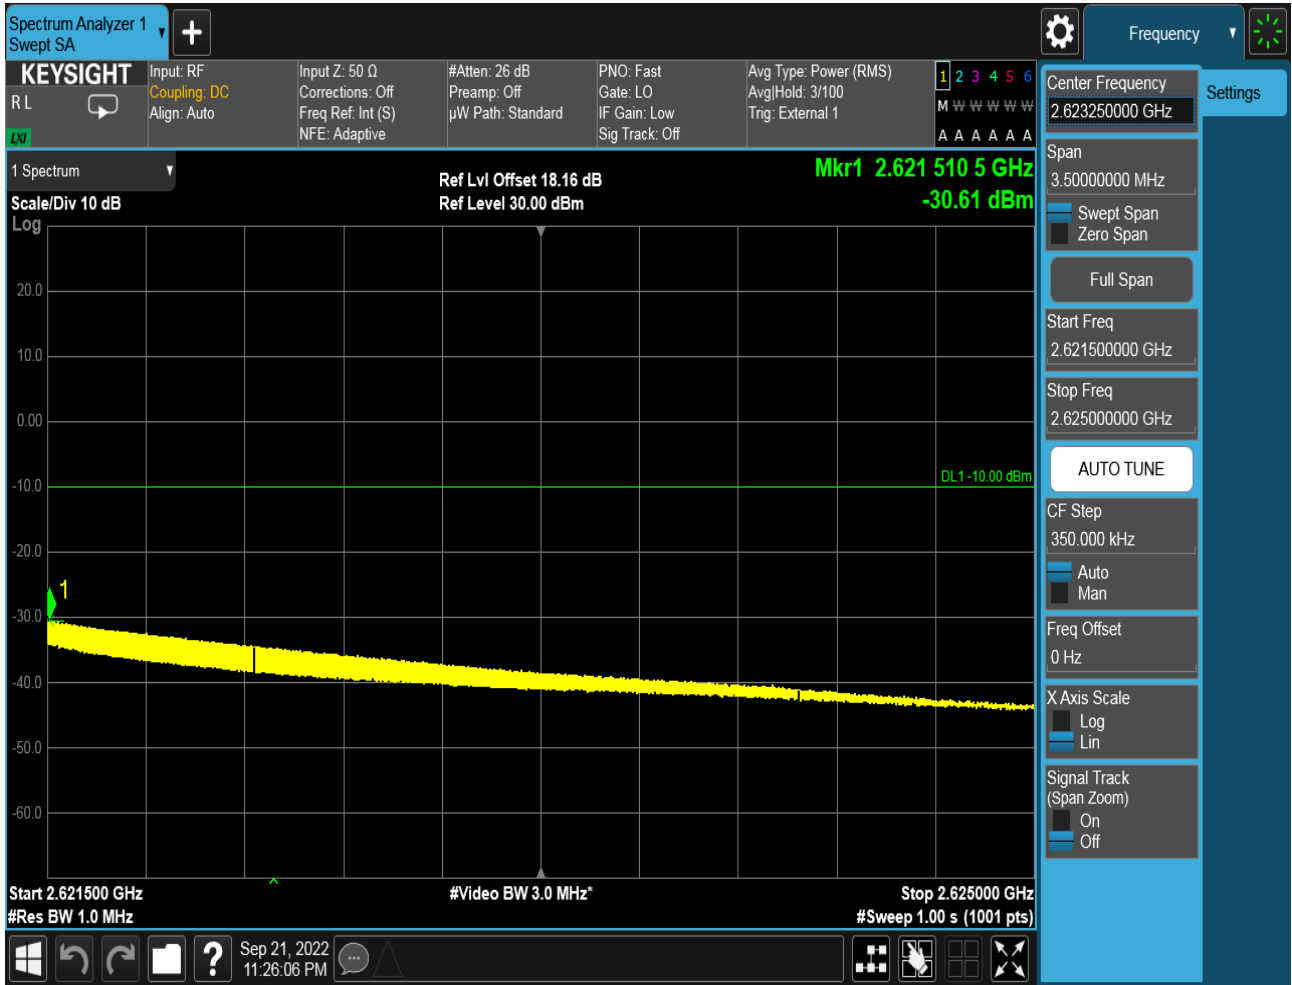 Spectrum Analyzer 1
Swept SA
Frequency
KEYSIGHT
R L
LXI
Input: RF
Coupling: DC
Align: Auto
Input Z: 50 Ω
Corrections: Off
Freq Ref: Int (S)
NFE: Adaptive
#Atten: 26 dB
Preamp: Off
µW Path: Standard
PNO: Fast
Gate: LO
IF Gain: Low
Sig Track: Off
Avg Type: Power (RMS)
Avg|Hold: 3/100
Trig: External 1
1 2 3 4 5 6
M W W W W W
A A A A A A
1 Spectrum
Scale/Div 10 dB
Log
Ref Lvl Offset 18.16 dB
Ref Level 30.00 dBm
Mkr1 2.621 510 5 GHz
-30.61 dBm
20.0
10.0
0.00
-10.0
-20.0
-30.0
-40.0
-50.0
-60.0
DL1 -10.00 dBm
1
Start 2.621500 GHz
#Res BW 1.0 MHz
#Video BW 3.0 MHz*
Stop 2.625000 GHz
#Sweep 1.00 s (1001 pts)
Sep 21, 2022
11:26:06 PM
Center Frequency
2.623250000 GHz
Settings
Span
3.50000000 MHz
Swept Span
Zero Span
Full Span
Start Freq
2.621500000 GHz
Stop Freq
2.625000000 GHz
AUTO TUNE
CF Step
350.000 kHz
Auto
Man
Freq Offset
0 Hz
X Axis Scale
Log
Lin
Signal Track
(Span Zoom)
On
Off